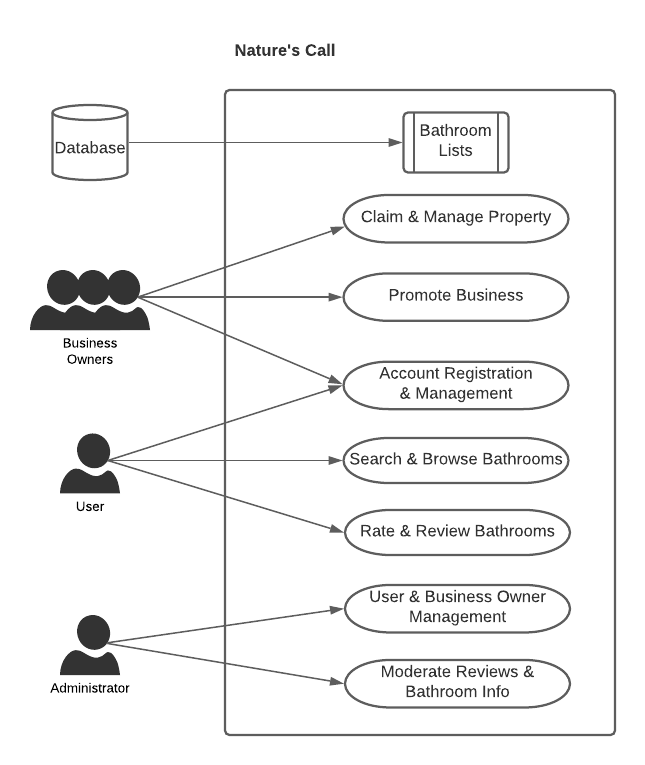 Nature's Call
Database
Bathroom
Lists
Claim & Manage Property
Promote Business
Business
Owners
Account Registration
& Management
Search & Browse Bathrooms
User
Rate & Review Bathrooms
User & Business Owner
Management
Administrator
Moderate Reviews &
Bathroom Info